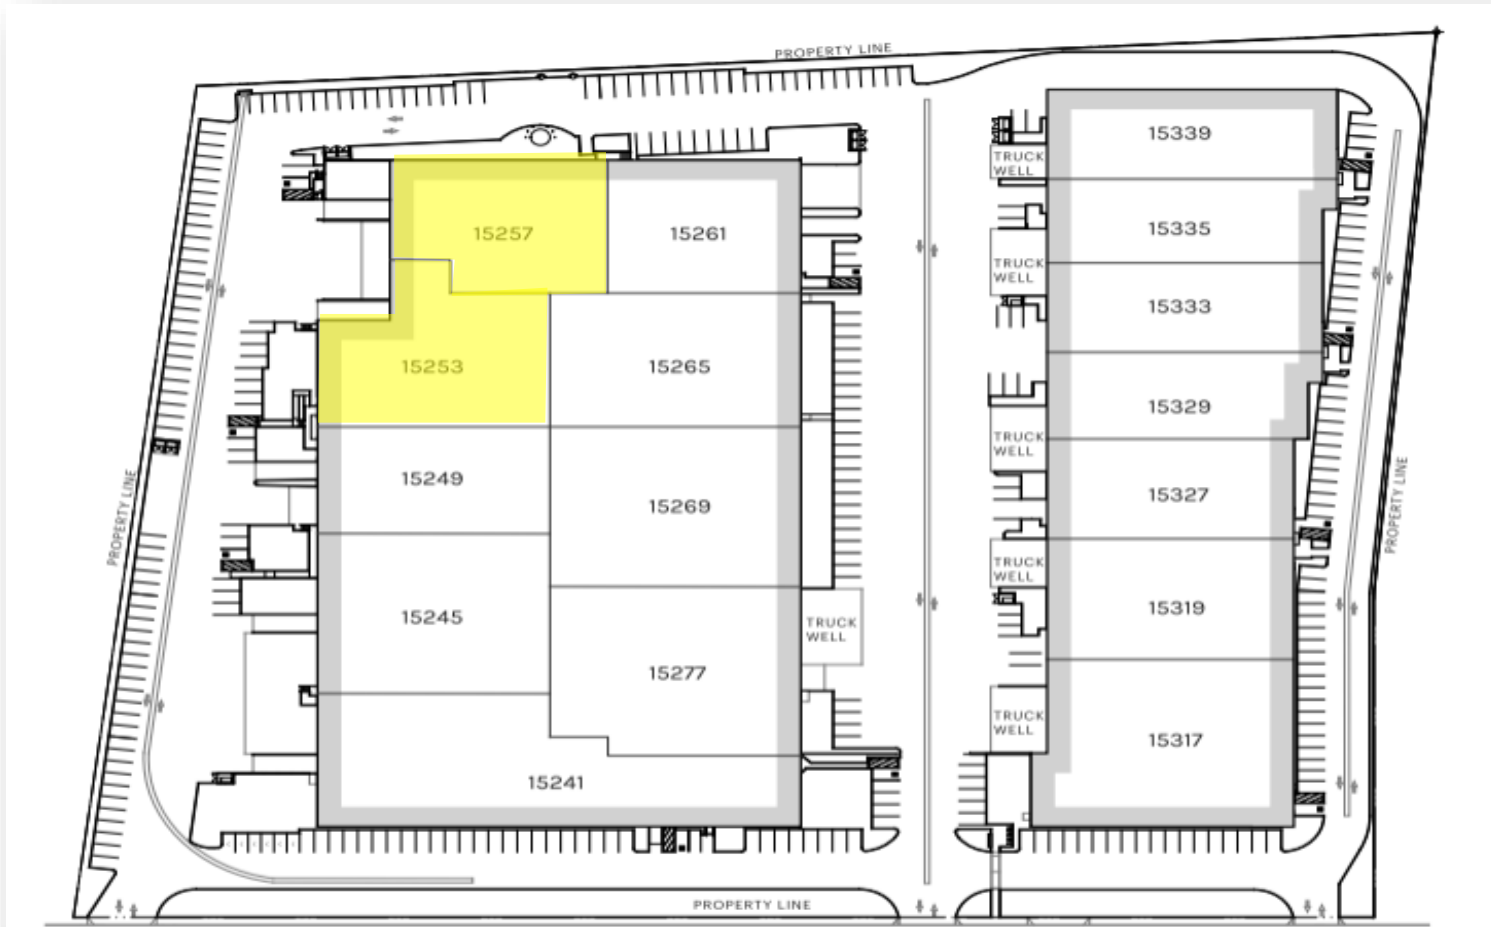 PROPERTY LINE
15339
TRUCK
WELL
15257
15261
15335
TRUCK
WELL
15333
15253
15265
15329
TRUCK
WELL
PROPERTY LINE
PROPERTY LINE
15249
15269
15327
TRUCK
WELL
15245
TRUCK
WELL
15319
15277
TRUCK
WELL
15317
15241
PROPERTY LINE